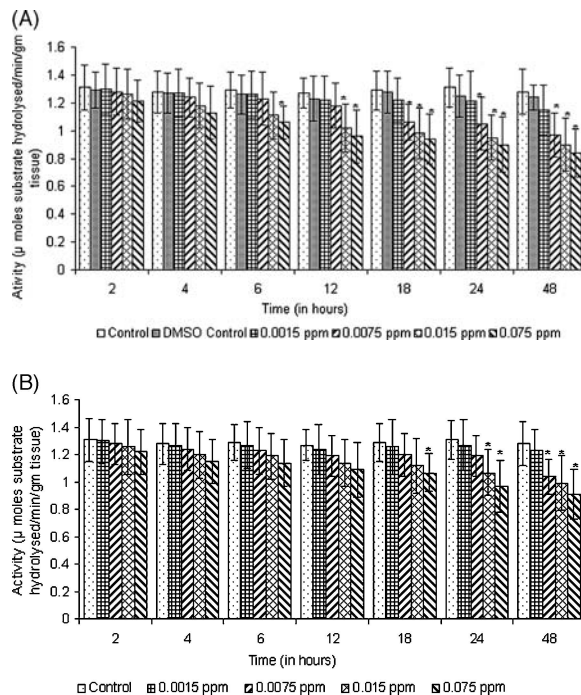 (A)
Ativity (µ moles substrate hydrolysed/min/gm
tissue)
1.6
1.4
1.2
1
0.8
0.6
0.4
0.2
0
* * * * * * * * * * * *
2 4 6 12 18 24 48
Time (in hours)
Control DMSO Control 0.0015 ppm 0.0075 ppm 0.015 ppm 0.075 ppm
(B)
Activity (µ moles substrate
hydrolysed/min/gm tissue)
1.6
1.4
1.2
1
0.8
0.6
0.4
0.2
0
* * * * * *
2 4 6 12 18 24 48
Time (in hours)
Control 0.0015 ppm 0.0075 ppm 0.015 ppm 0.075 ppm